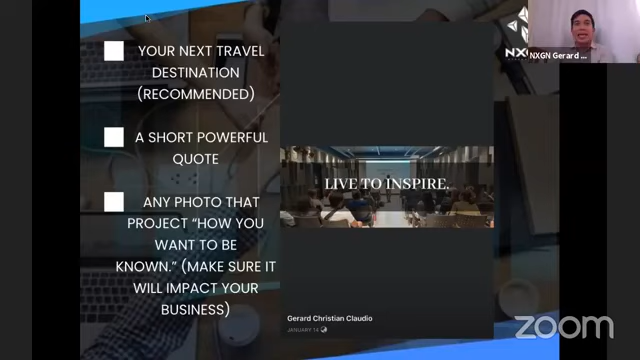 YOUR NEXT TRAVEL
DESTINATION
(RECOMMENDED)
A SHORT POWERFUL
QUOTE
ANY PHOTO THAT
PROJECT “HOW YOU
WANT TO BE
KNOWN.” (MAKE SURE IT
WILL IMPACT YOUR
BUSINESS)
LIVE TO INSPIRE.
Gerard Christian Claudio
JANUARY 14
NXGN Gerard ...
zoom